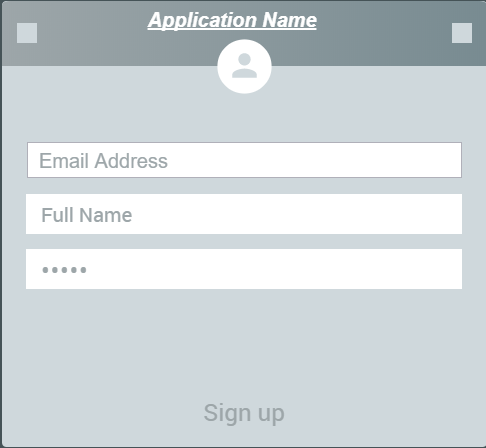 Application Name
Email Address
Full Name
•••••
Sign up